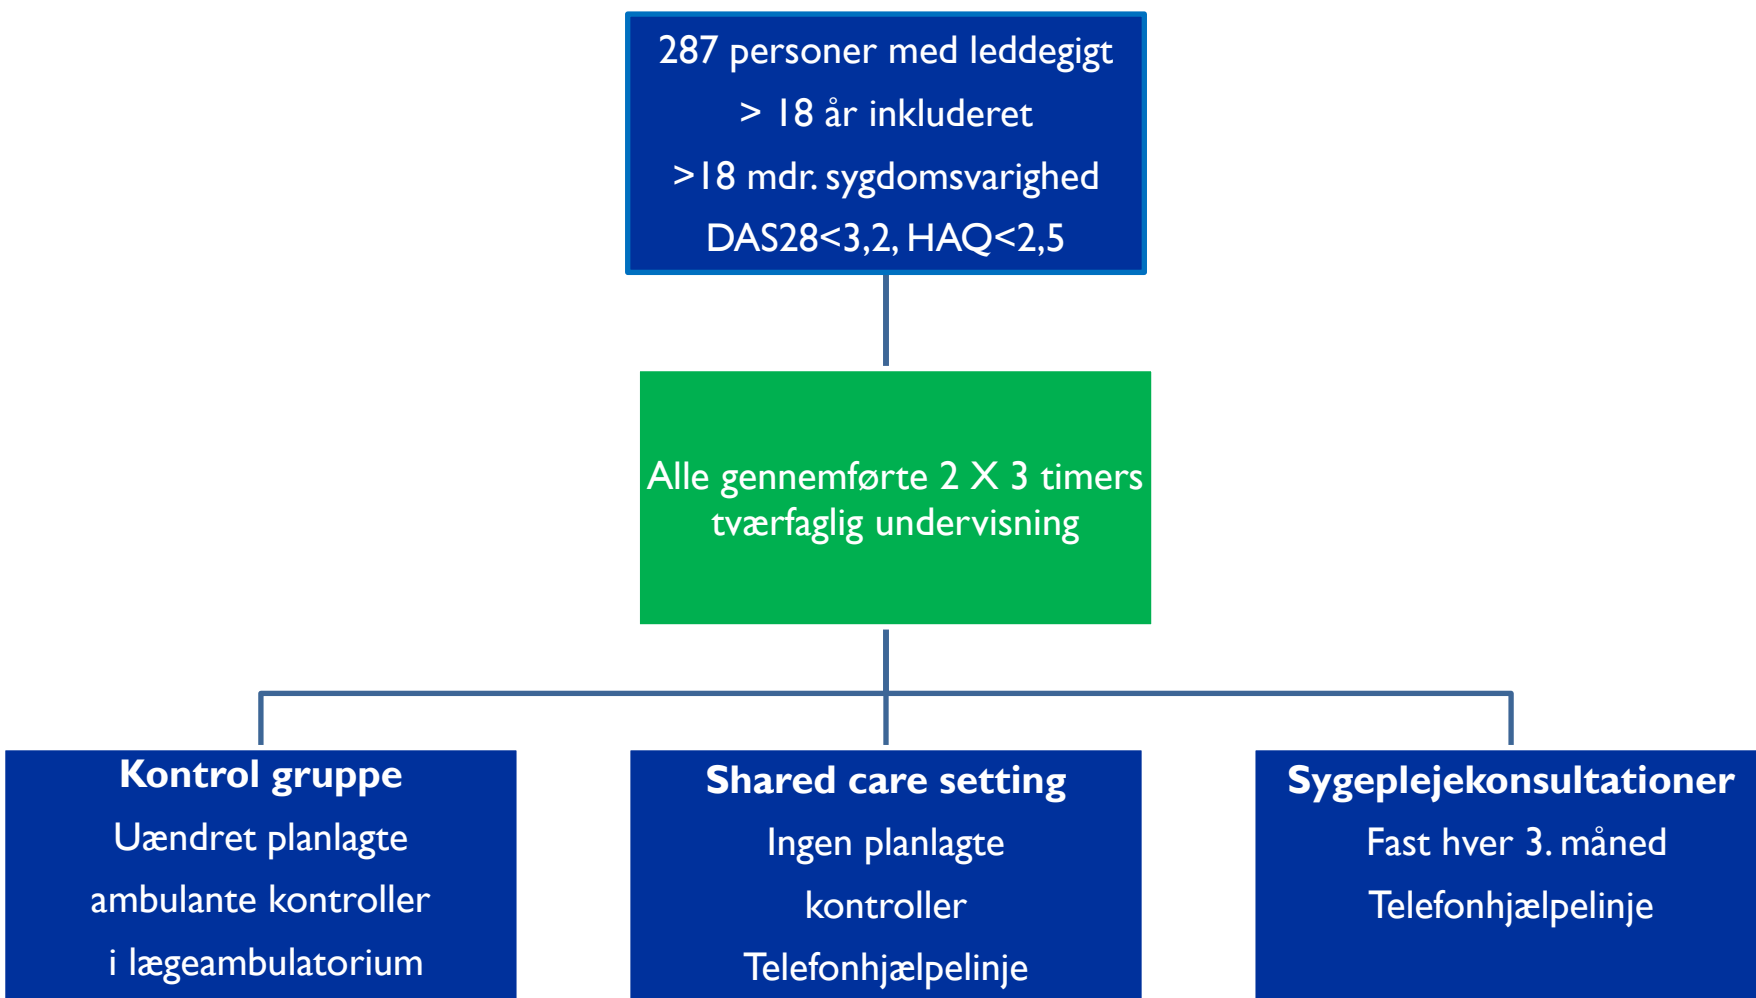 287 personer med leddegigt
> 18 år inkluderet
>18 mdr. sygdomsvarighed
DAS28<3,2, HAQ<2,5
Alle gennemførte 2 X 3 timers
tværfaglig undervisning
Kontrol gruppe
Uændret planlagte
ambulante kontroller
i lægeambulatorium
Shared care setting
Ingen planlagte
kontroller
Telefonhjælpelinje
Sygeplejekonsultationer
Fast hver 3. måned
Telefonhjælpelinje